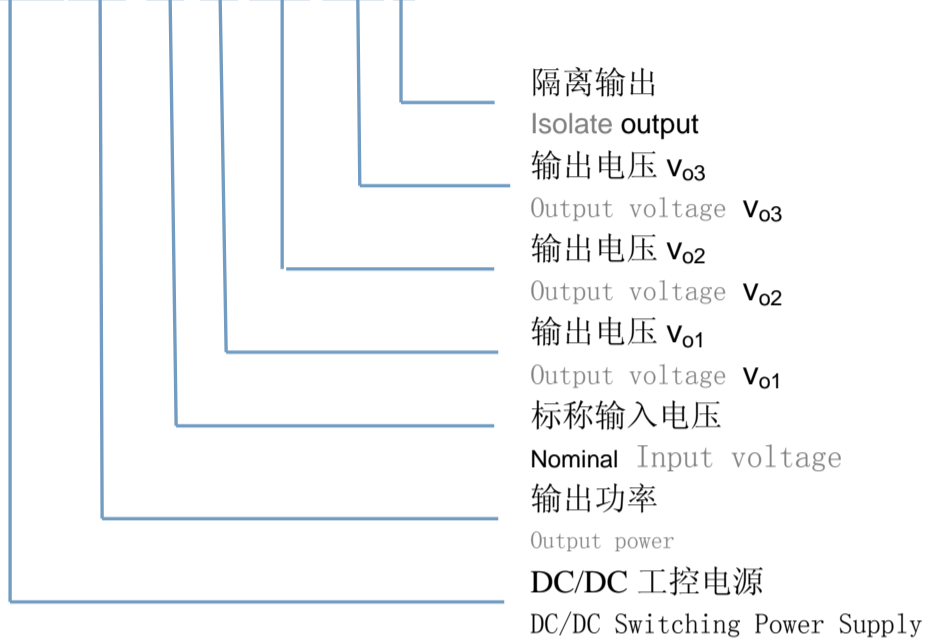 隔离输出
Isolate output
输出电压 Vo3
Output voltage Vo3
输出电压 Vo2
Output voltage Vo2
输出电压 Vo1
Output voltage Vo1
标称输入电压
Nominal Input voltage
输出功率
Output power
DC/DC 工控电源
DC/DC Switching Power Supply